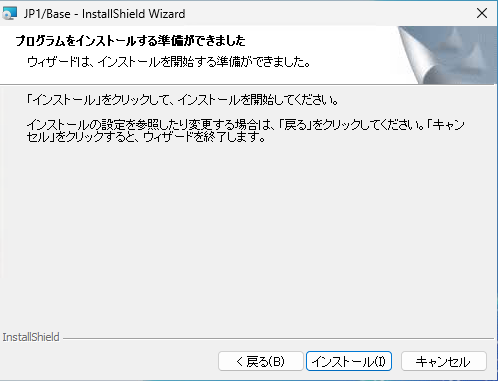 JP1/Base - InstallShield Wizard
プログラムをインストールする準備ができました
ウィザードは、インストールを開始する準備ができました。
「インストール」をクリックして、インストールを開始してください。
インストールの設定を参照したり変更する場合は、「戻る」をクリックしてください。「キャン
セル」をクリックすると、ウィザードを終了します。
InstallShield
< 戻る(B)
インストール(I)
キャンセル